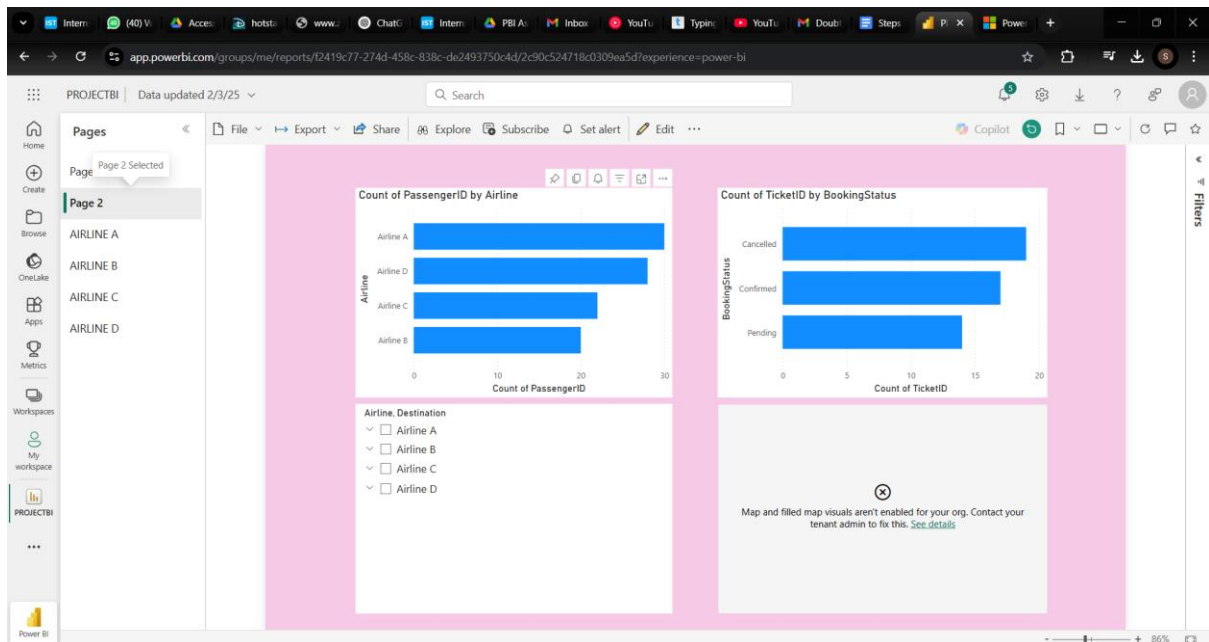 Intern
(40) W
Acces
hotsta
www.
ChatG
Intern
PBI As
Inbox
YouTu
Typing
YouTu
Doubt
Steps
Power
app.powerbi.com/groups/me/reports/f2419c77-274d-458c-838c-de2493750c4d/2c90c524718c0309ea5d?experience=power-bi
PROJECTBI
Data updated 2/3/25
Search
5
Home
Create
Browse
OneLake
Apps
Metrics
Workspaces
My
workspace
PROJECTBI
Power BI
Pages
Page
Page 2 Selected
Page 2
AIRLINE A
AIRLINE B
AIRLINE C
AIRLINE D
File
Export
Share
Explore
Subscribe
Set alert
Edit
Copilot
Count of PassengerID by Airline
Airline
Airline A
Airline D
Airline C
Airline B
0 10 20 30
Count of PassengerID
Count of TicketID by BookingStatus
BookingStatus
Cancelled
Confirmed
Pending
0 5 10 15 20
Count of TicketID
Airline, Destination
Airline A
Airline B
Airline C
Airline D
Map and filled map visuals aren't enabled for your org. Contact your
tenant admin to fix this. See details
Filters
86%